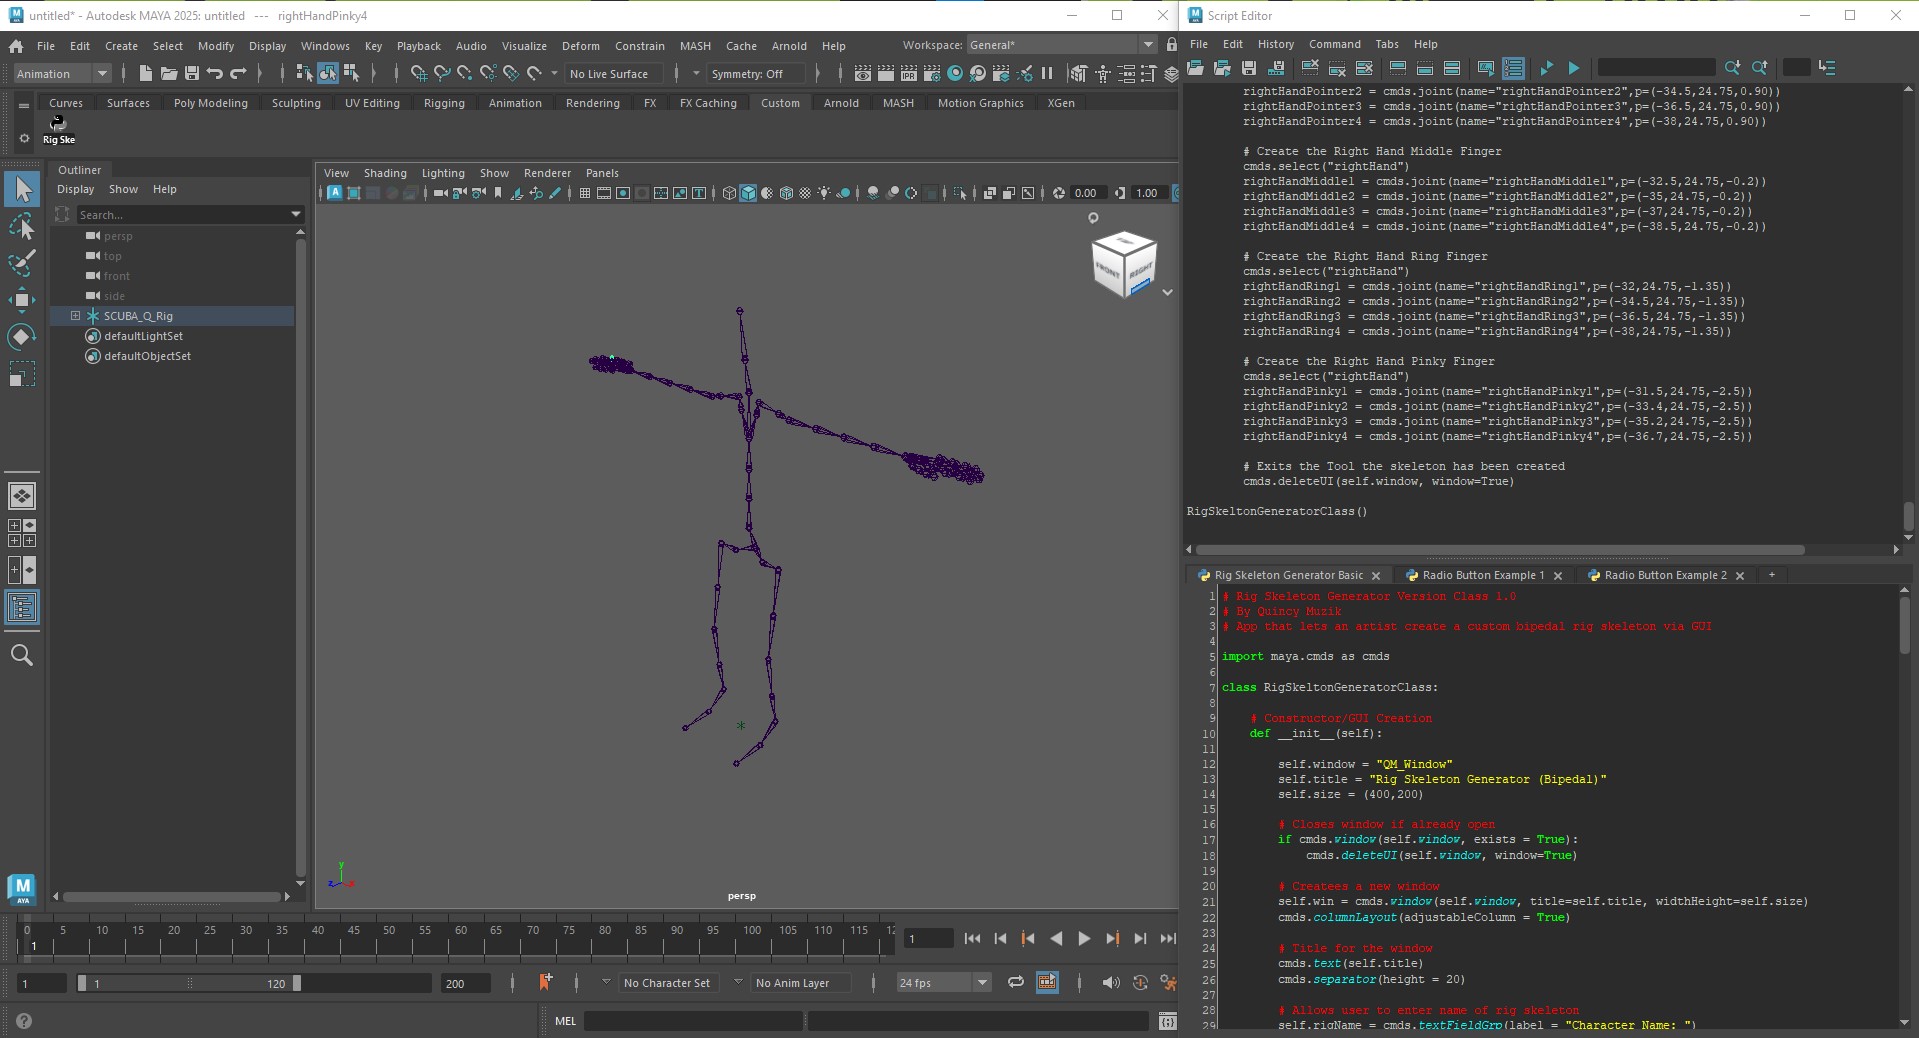 untitled* - Autodesk MAYA 2025: untitled   ---   rightHandPinky4
File Edit Create Select Modify Display Windows Key Playback Audio Visualize Deform Constrain MASH Cache Arnold Help Workspace: General*
Animation No Live Surface Symmetry: Off IPR
Curves Surfaces Poly Modeling Sculpting UV Editing Rigging Animation Rendering FX FX Caching Custom Arnold MASH Motion Graphics XGen
Rig Ske
Outliner
Display Show Help
Search...
persp
top
front
side
SCUBA_Q_Rig
defaultLightSet
defaultObjectSet
View Shading Lighting Show Renderer Panels
0.00 1.00
FRONT RIGHT
y
z
x
persp
0 5 10 15 20 25 30 35 40 45 50 55 60 65 70 75 80 85 90 95 100 105 110 115 12
1
1
1 1 120 200 No Character Set No Anim Layer 24 fps
MEL
M
AYA
Script Editor
File Edit History Command Tabs Help
rightHandPointer2 = cmds.joint(name="rightHandPointer2",p=(-34.5,24.75,0.90))
rightHandPointer3 = cmds.joint(name="rightHandPointer3",p=(-36.5,24.75,0.90))
rightHandPointer4 = cmds.joint(name="rightHandPointer4",p=(-38,24.75,0.90))
# Create the Right Hand Middle Finger
cmds.select("rightHand")
rightHandMiddle1 = cmds.joint(name="rightHandMiddle1",p=(-32.5,24.75,-0.2))
rightHandMiddle2 = cmds.joint(name="rightHandMiddle2",p=(-35,24.75,-0.2))
rightHandMiddle3 = cmds.joint(name="rightHandMiddle3",p=(-37,24.75,-0.2))
rightHandMiddle4 = cmds.joint(name="rightHandMiddle4",p=(-38.5,24.75,-0.2))
# Create the Right Hand Ring Finger
cmds.select("rightHand")
rightHandRing1 = cmds.joint(name="rightHandRing1",p=(-32,24.75,-1.35))
rightHandRing2 = cmds.joint(name="rightHandRing2",p=(-34.5,24.75,-1.35))
rightHandRing3 = cmds.joint(name="rightHandRing3",p=(-36.5,24.75,-1.35))
rightHandRing4 = cmds.joint(name="rightHandRing4",p=(-38,24.75,-1.35))
# Create the Right Hand Pinky Finger
cmds.select("rightHand")
rightHandPinky1 = cmds.joint(name="rightHandPinky1",p=(-31.5,24.75,-2.5))
rightHandPinky2 = cmds.joint(name="rightHandPinky2",p=(-33.4,24.75,-2.5))
rightHandPinky3 = cmds.joint(name="rightHandPinky3",p=(-35.2,24.75,-2.5))
rightHandPinky4 = cmds.joint(name="rightHandPinky4",p=(-36.7,24.75,-2.5))
# Exits the Tool the skeleton has been created
cmds.deleteUI(self.window, window=True)
RigSkeltonGeneratorClass()
Rig Skeleton Generator Basic Radio Button Example 1 Radio Button Example 2 +
1 # Rig Skeleton Generator Version Class 1.0
2 # By Quincy Muzik
3 # App that lets an artist create a custom bipedal rig skeleton via GUI
4
5 import maya.cmds as cmds
6
7 class RigSkeltonGeneratorClass:
8
9 # Constructor/GUI Creation
10 def __init__(self):
11
12 self.window = "QM_Window"
13 self.title = "Rig Skeleton Generator (Bipedal)"
14 self.size = (400,200)
15
16 # Closes window if already open
17 if cmds.window(self.window, exists = True):
18 cmds.deleteUI(self.window, window=True)
19
20 # Createes a new window
21 self.win = cmds.window(self.window, title=self.title, widthHeight=self.size)
22 cmds.columnLayout(adjustableColumn = True)
23
24 # Title for the window
25 cmds.text(self.title)
26 cmds.separator(height = 20)
27
28 # Allows user to enter name of rig skeleton
29 self.rigName = cmds.textFieldGrp(label = "Character Name: ")